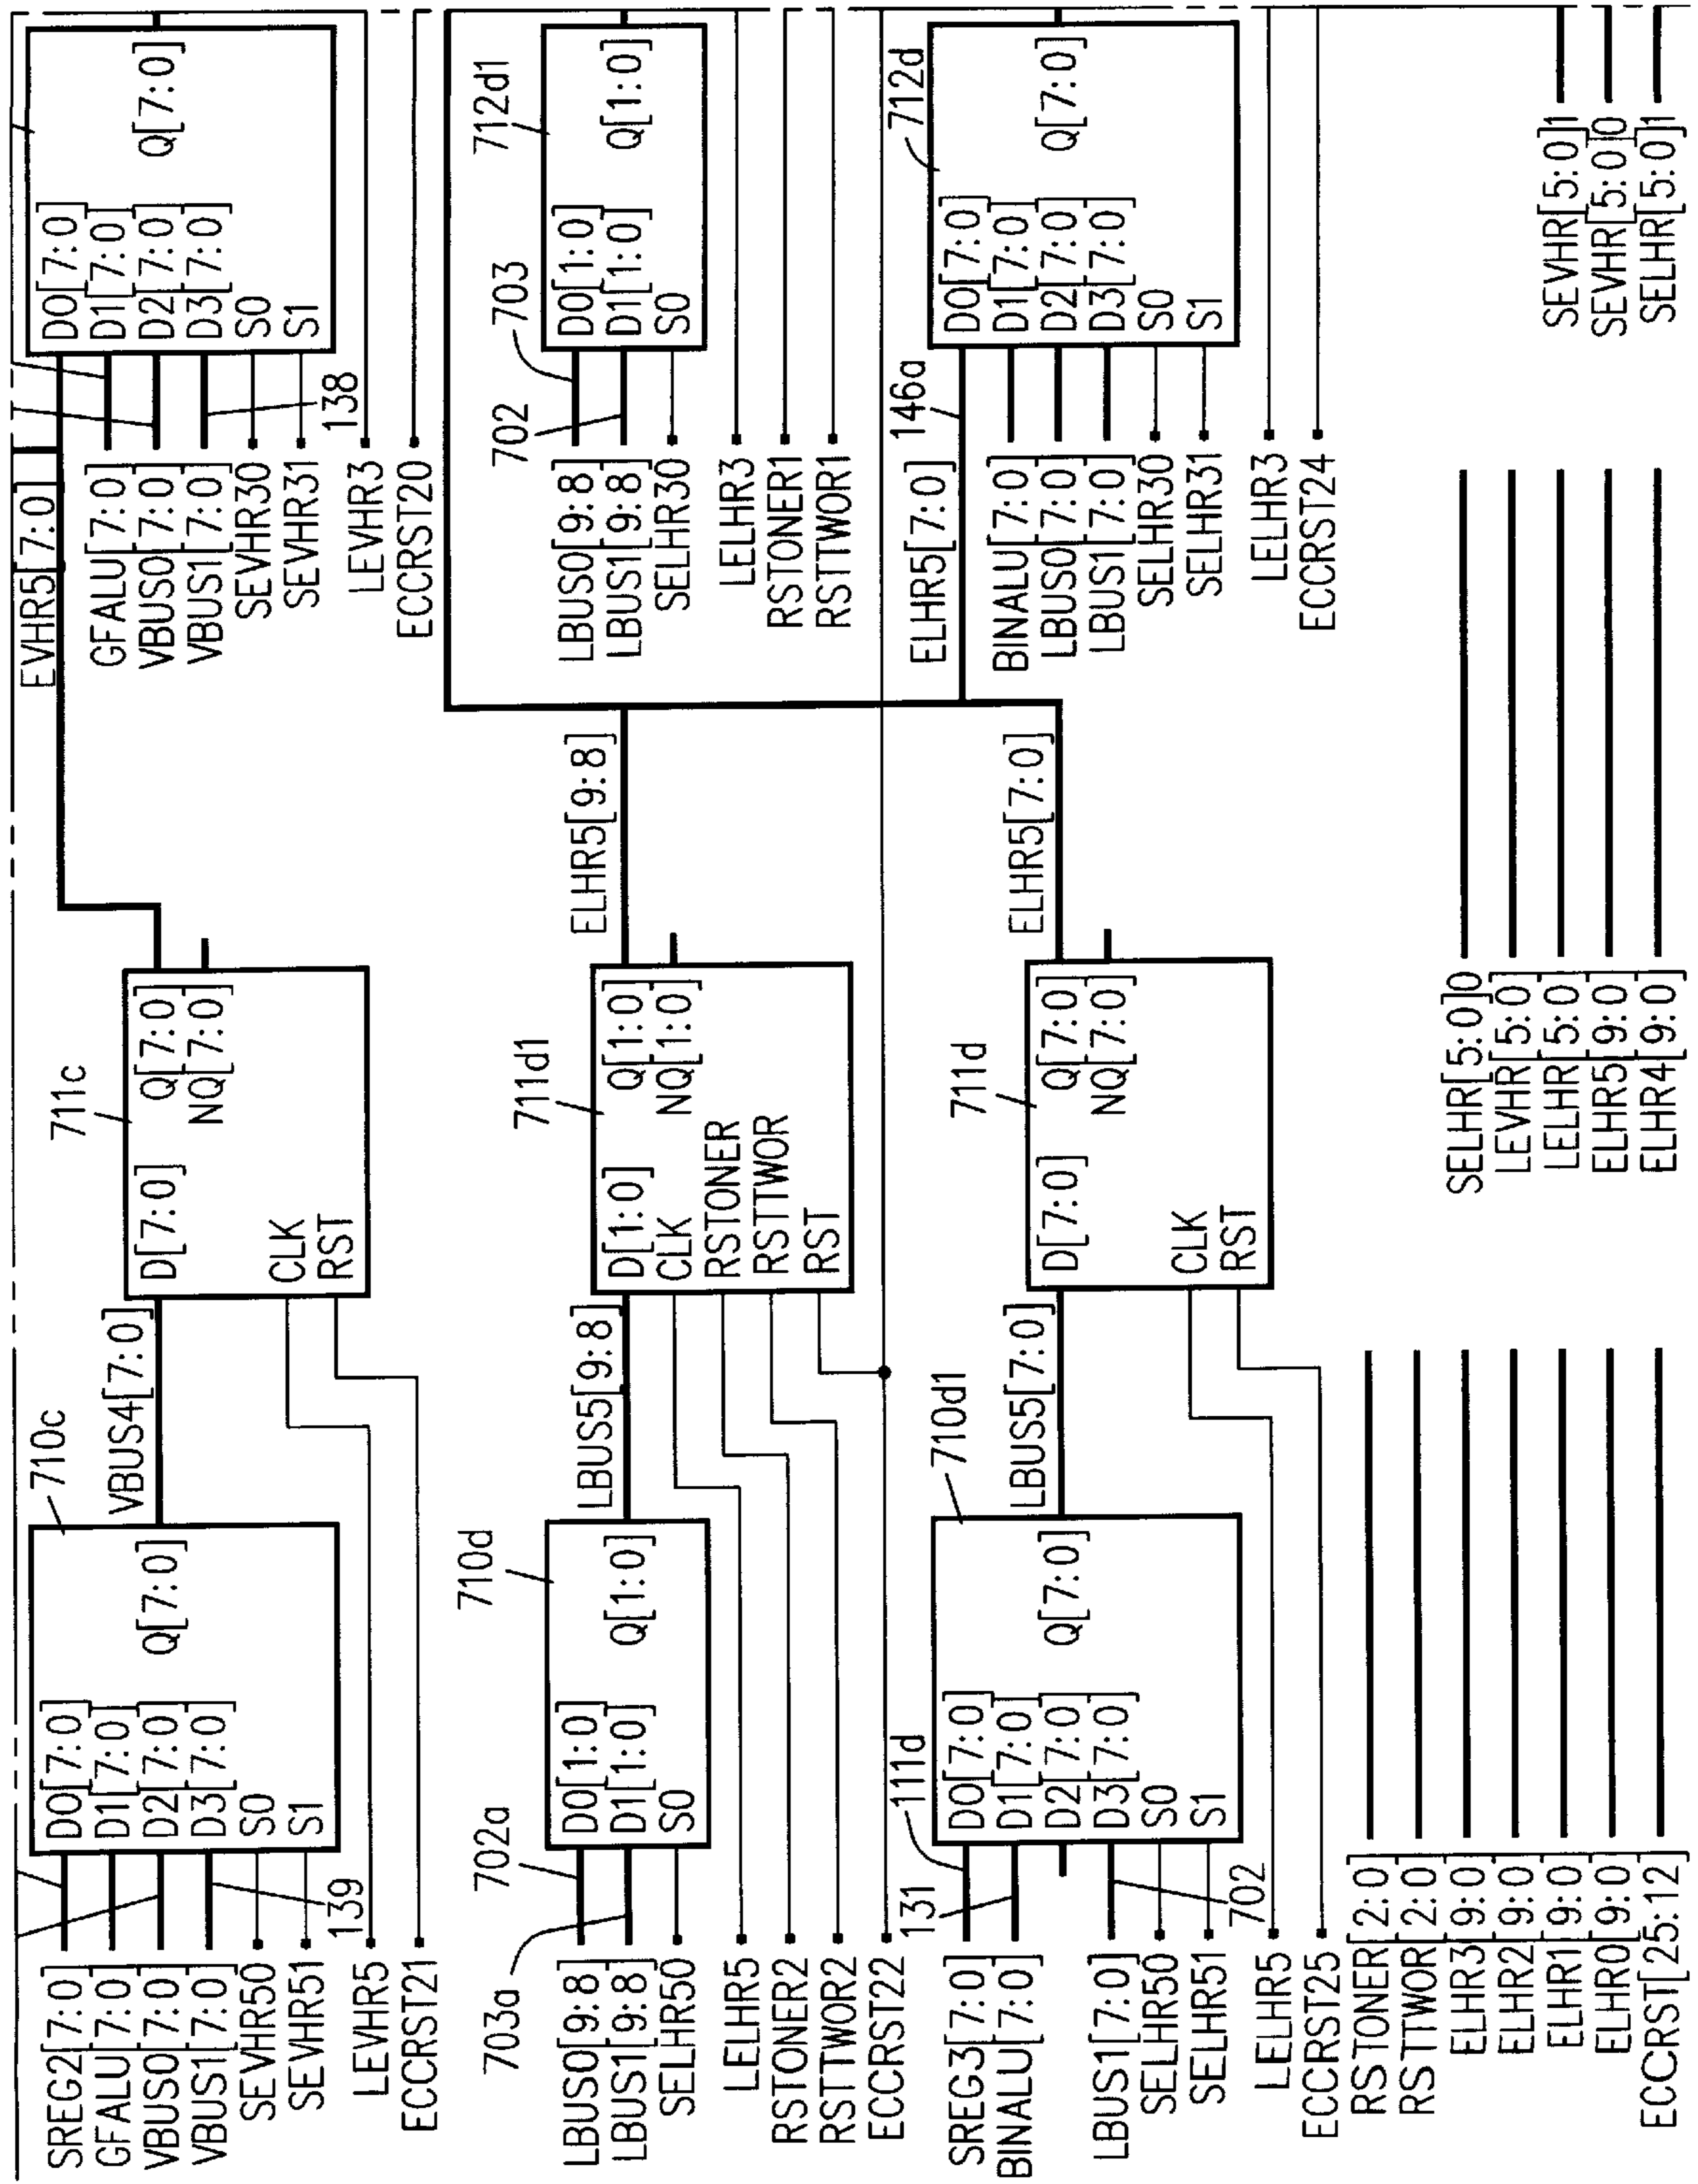 SREG2[7:0]
GFALU[7:0]
VBUS0[7:0]
VBUS1[7:0]
SEVHR50
SEVHR51
139
LEVHR5
ECCRST21
D0[7:0]
D1[7:0]
D2[7:0]
D3[7:0]
S0
S1
Q[7:0]
710c
VBUS4[7:0]
D[7:0]
CLK
RST
Q[7:0]
NQ[7:0]
711c
EVHR5[7:0]
GFALU[7:0]
VBUS0[7:0]
VBUS1[7:0]
SEVHR30
SEVHR31
138
LEVHR3
ECCRST20
D0[7:0]
D1[7:0]
D2[7:0]
D3[7:0]
S0
S1
Q[7:0]
703a
702a
LBUS0[9:8]
LBUS1[9:8]
SELHR50
LELHR5
RSTONER2
RSTTWOR2
ECCRST22
D0[1:0]
D1[1:0]
S0
Q[1:0]
710d
LBUS5[9:8]
D[1:0]
CLK
RSTONER
RSTTWOR
RST
Q[1:0]
NQ[1:0]
711d1
ELHR5[9:8]
702
703
LBUS0[9:8]
LBUS1[9:8]
SELHR30
LELHR3
RSTONER1
RSTTWOR1
D0[1:0]
D1[1:0]
S0
Q[1:0]
712d1
131
111d
SREG3[7:0]
BINALU[7:0]
LBUS1[7:0]
SELHR50
SELHR51
702
LELHR5
ECCRST25
D0[7:0]
D1[7:0]
D2[7:0]
D3[7:0]
S0
S1
Q[7:0]
710d1
LBUS5[7:0]
D[7:0]
CLK
RST
Q[7:0]
NQ[7:0]
711d
ELHR5[7:0]
ELHR5[7:0]
146a
BINALU[7:0]
LBUS0[7:0]
LBUS1[7:0]
SELHR30
SELHR31
LELHR3
ECCRST24
D0[7:0]
D1[7:0]
D2[7:0]
D3[7:0]
S0
S1
Q[7:0]
712d
RSTONER[2:0]
RSTTWOR[2:0]
ELHR3[9:0]
ELHR2[9:0]
ELHR1[9:0]
ELHR0[9:0]
ECCRST[25:12]
SELHR[5:0]0
LEVHR[5:0]
LELHR[5:0]
ELHR5[9:0]
ELHR4[9:0]
SEVHR[5:0]1
SEVHR[5:0]0
SELHR[5:0]1